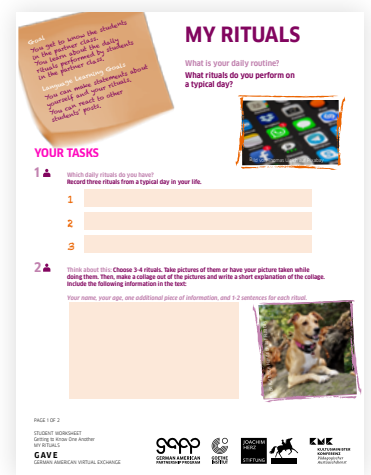 Goal
You get to know the students
in the partner class.
You learn about the daily
rituals performed by students
in the partner class.
Language Learning Goals
You can make statements about
yourself and your rituals.
You can react to other
students' posts.
MY RITUALS
What is your daily routine?
What rituals do you perform on
a typical day?
YOUR TASKS
1
Which daily rituals do you have?
Record three rituals from a typical day in your life.
1
2
3
2
Think about this: Choose 3-4 rituals. Take pictures of them or have your picture taken while
doing them. Then, make a collage out of the pictures and write a short explanation of the collage.
Include the following information in the text:
Your name, your age, one additional piece of information, and 1-2 sentences for each ritual.
PAGE 1 OF 2
STUDENT WORKSHEET
Getting to Know One Another
MY RITUALS
GAVE
GERMAN AMERICAN VIRTUAL EXCHANGE
gapp
GERMAN AMERICAN
PARTNERSHIP PROGRAM
GOETHE
INSTITUT
JOACHIM
HERZ
STIFTUNG
KMK
KULTUSMINISTER
KONFERENZ
Pädagogischer
Austauschdienst